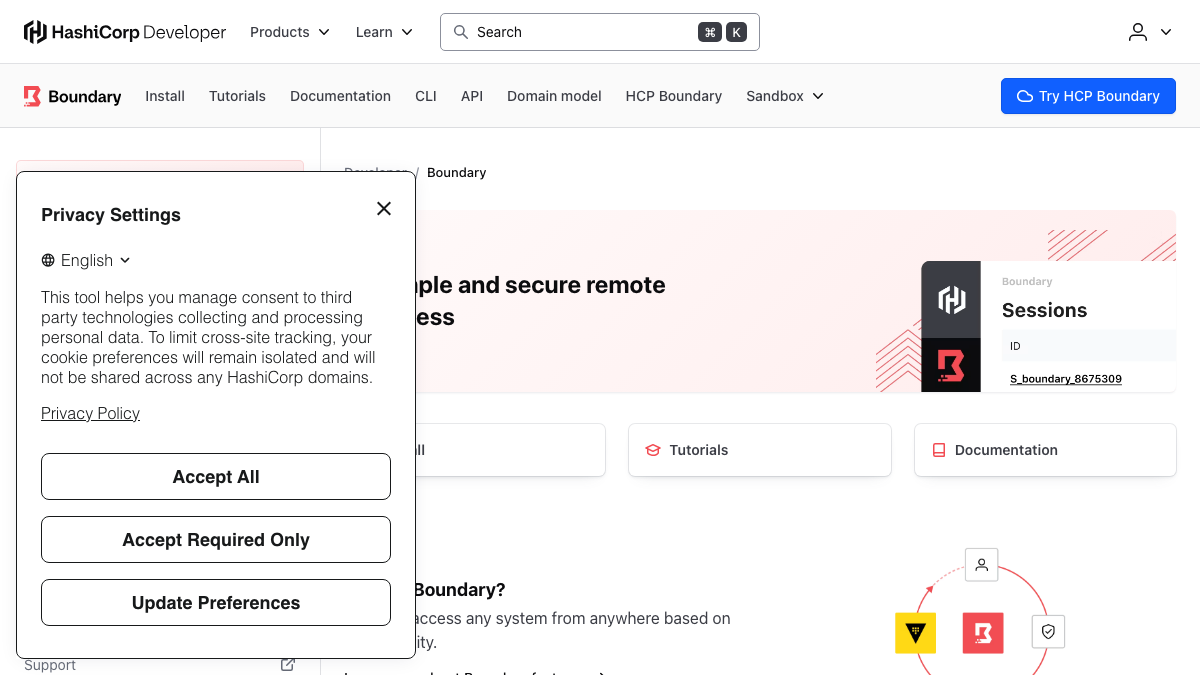 HashiCorp Developer
Products
Learn
Search
⌘ K
Boundary
Install
Tutorials
Documentation
CLI
API
Domain model
HCP Boundary
Sandbox
Try HCP Boundary
/ Boundary
Privacy Settings
English
This tool helps you manage consent to third
party technologies collecting and processing
personal data. To limit cross-site tracking, your
cookie preferences will remain isolated and will
not be shared across any HashiCorp domains.
Privacy Policy
Accept All
Accept Required Only
Update Preferences
and secure remote
Boundary
Sessions
ID
S_boundary_8675309
Tutorials
Documentation
Boundary?
access any system from anywhere based on
Support